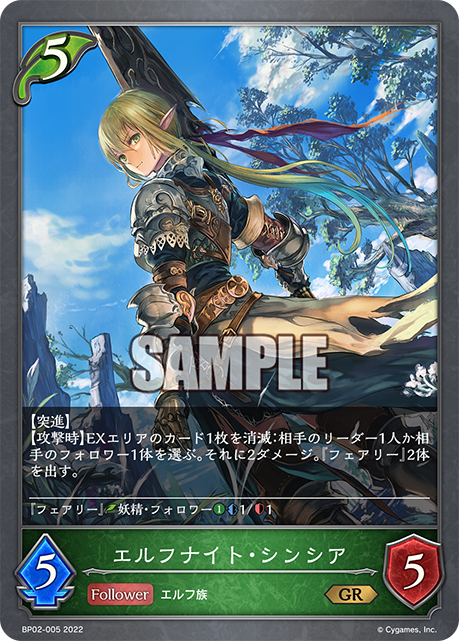 5
SAMPLE
【突進】
【攻撃時】EXエリアのカード1枚を消滅:相手のリーダー1人か相
手のフォロワー1体を選ぶ。それに2ダメージ。『フェアリー』2体
を出す。
『フェアリー』妖精・フォロワー 1 1/1
エルフナイト・シンシア
5 Follower エルフ族 GR 5
BP02-005 2022 © Cygames, Inc.